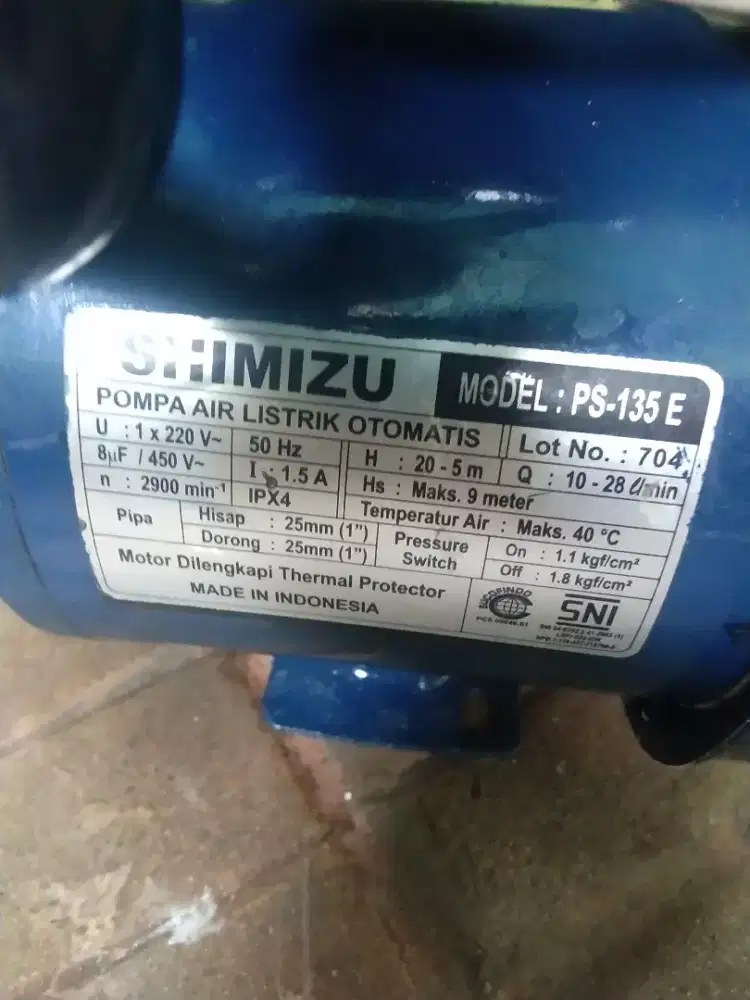 SHIMIZU
MODEL : PS-135 E
POMPA AIR LISTRIK OTOMATIS
Lot No. : 704
U : 1 x 220 V~
50 Hz
H : 20 - 5 m
Q : 10 - 28 ℓ/min
8µF / 450 V~
I : 1.5 A
Hs : Maks. 9 meter
n : 2900 min⁻¹
IPX4
Temperatur Air : Maks. 40 °C
Pipa
Hisap : 25mm (1")
Dorong : 25mm (1")
Pressure
Switch
On : 1.1 kgf/cm²
Off : 1.8 kgf/cm²
Motor Dilengkapi Thermal Protector
MADE IN INDONESIA
SUCOFINDO
SNI